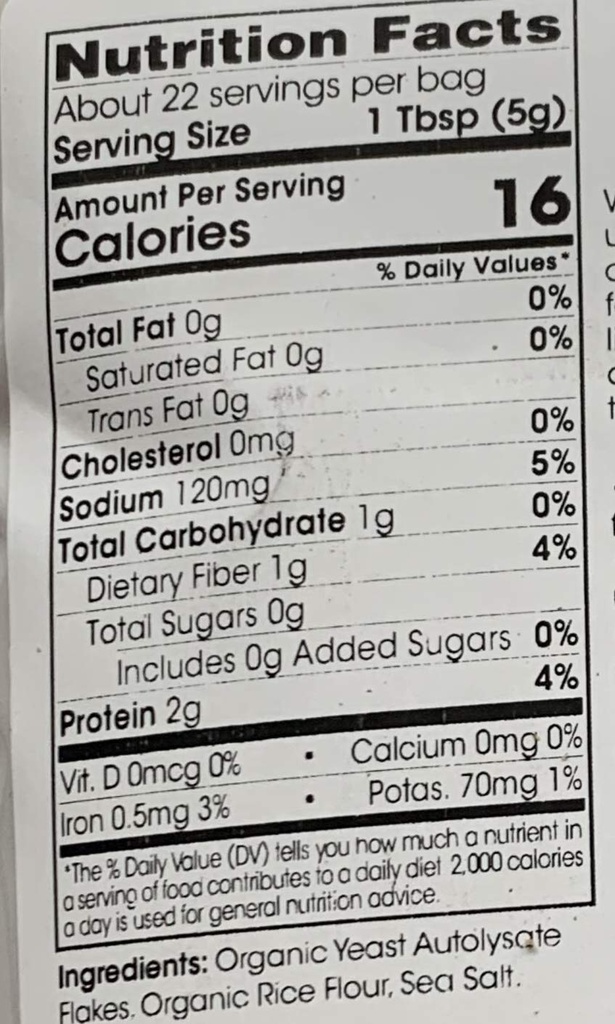 Nutrition Facts
About 22 servings per bag
Serving Size 1 Tbsp (5g)
Amount Per Serving
Calories 16
% Daily Values*
Total Fat 0g 0%
Saturated Fat 0g 0%
Trans Fat 0g
Cholesterol 0mg 0%
Sodium 120mg 5%
Total Carbohydrate 1g 0%
Dietary Fiber 1g 4%
Total Sugars 0g
Includes 0g Added Sugars 0%
Protein 2g 4%
Vit. D 0mcg 0% • Calcium 0mg 0%
Iron 0.5mg 3% • Potas. 70mg 1%
*The % Daily Value (DV) tells you how much a nutrient in
a serving of food contributes to a daily diet 2,000 calories
a day is used for general nutrition advice.
Ingredients: Organic Yeast Autolysate
Flakes, Organic Rice Flour, Sea Salt.